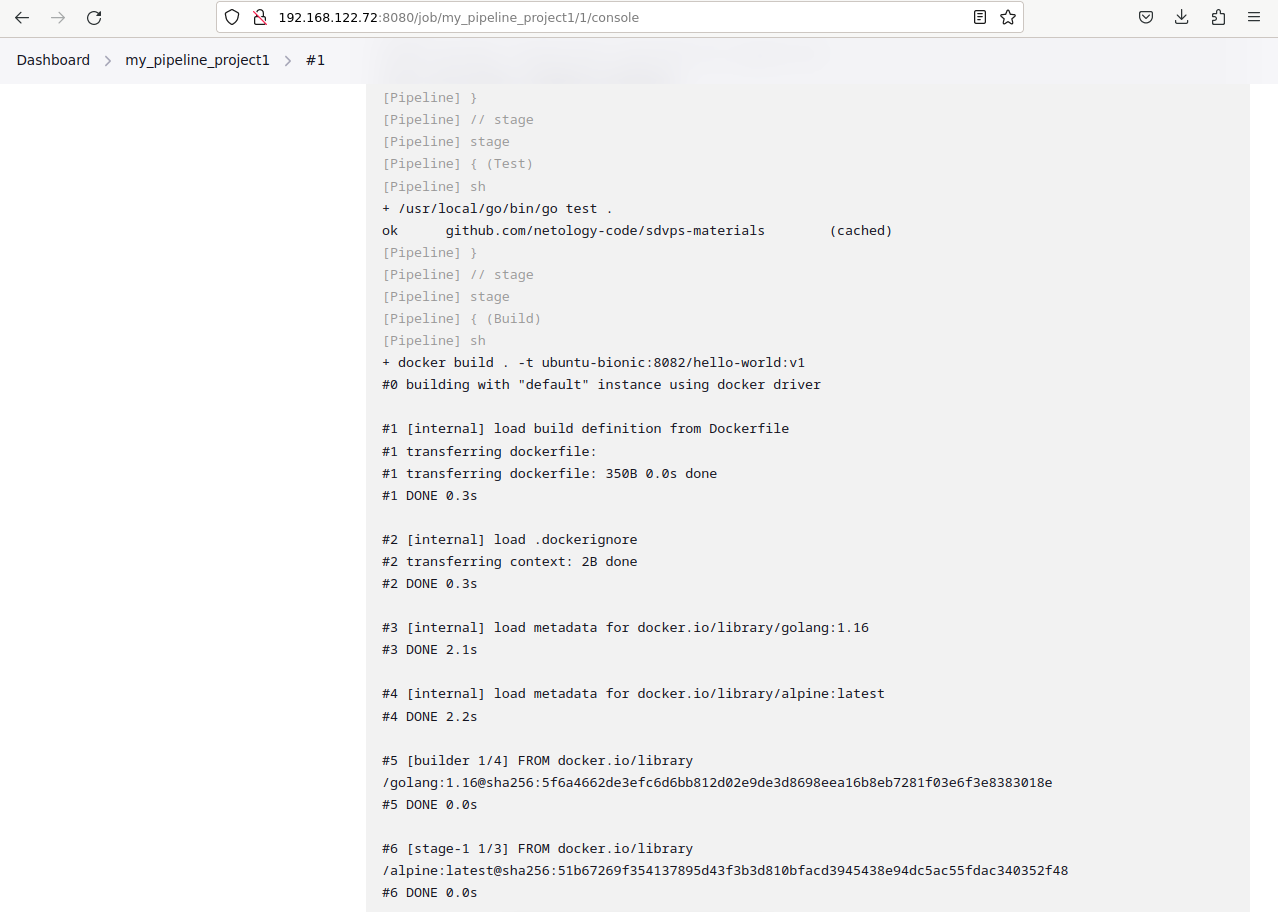 192.168.122.72:8080/job/my_pipeline_project1/1/console
Dashboard > my_pipeline_project1 > #1
[Pipeline] }
[Pipeline] // stage
[Pipeline] stage
[Pipeline] { (Test)
[Pipeline] sh
+ /usr/local/go/bin/go test .
ok      github.com/netology-code/sdvps-materials        (cached)
[Pipeline] }
[Pipeline] // stage
[Pipeline] stage
[Pipeline] { (Build)
[Pipeline] sh
+ docker build . -t ubuntu-bionic:8082/hello-world:v1
#0 building with "default" instance using docker driver
#1 [internal] load build definition from Dockerfile
#1 transferring dockerfile:
#1 transferring dockerfile: 350B 0.0s done
#1 DONE 0.3s
#2 [internal] load .dockerignore
#2 transferring context: 2B done
#2 DONE 0.3s
#3 [internal] load metadata for docker.io/library/golang:1.16
#3 DONE 2.1s
#4 [internal] load metadata for docker.io/library/alpine:latest
#4 DONE 2.2s
#5 [builder 1/4] FROM docker.io/library
/golang:1.16@sha256:5f6a4662de3efc6d6bb812d02e9de3d8698eea16b8eb7281f03e6f3e8383018e
#5 DONE 0.0s
#6 [stage-1 1/3] FROM docker.io/library
/alpine:latest@sha256:51b67269f354137895d43f3b3d810bfacd3945438e94dc5ac55fdac340352f48
#6 DONE 0.0s